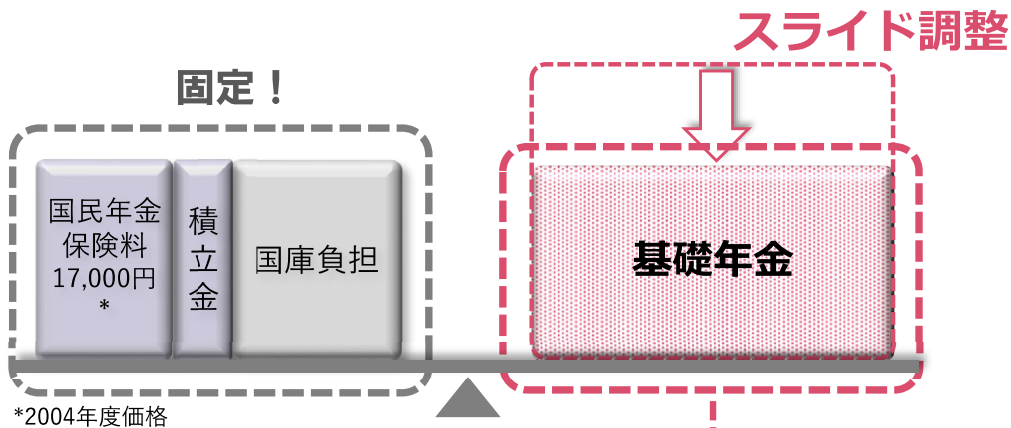 スライド調整
固定！
国民年金
保険料
17,000円
*
積
立
金
国庫負担
基礎年金
*2004年度価格